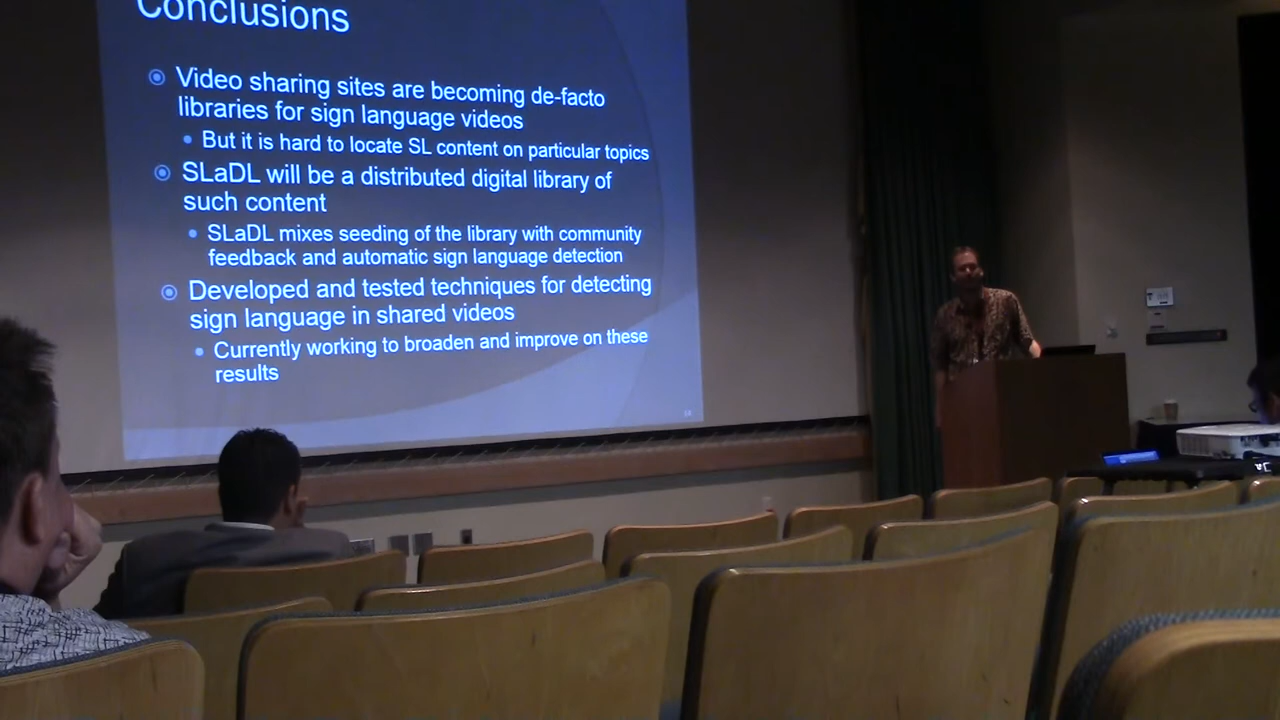 Conclusions
Video sharing sites are becoming de-facto
libraries for sign language videos
But it is hard to locate SL content on particular topics
SLaDL will be a distributed digital library of
such content
SLaDL mixes seeding of the library with community
feedback and automatic sign language detection
Developed and tested techniques for detecting
sign language in shared videos
Currently working to broaden and improve on these
results